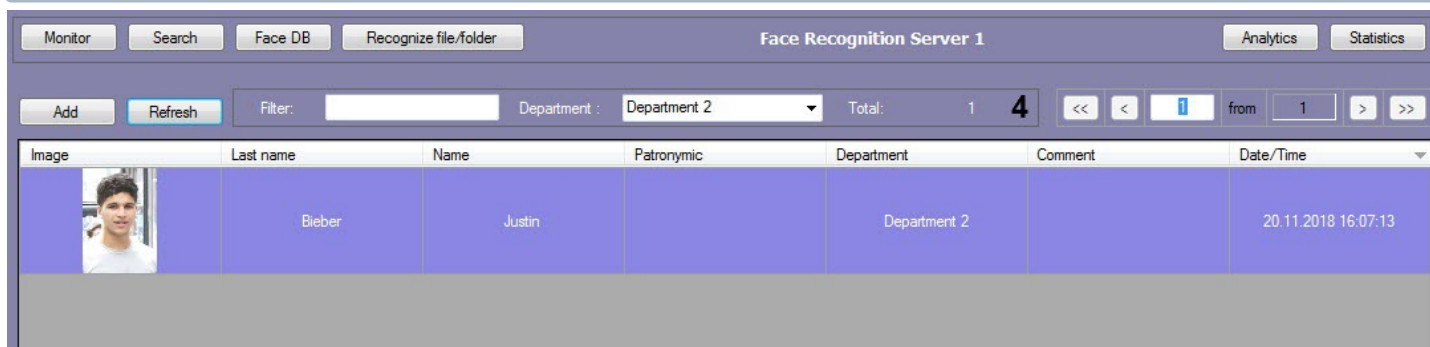 Monitor Search Face DB Recognize file/folder Face Recognition Server 1 Analytics Statistics
Add Refresh Filter: Department : Department 2 Total: 1 4 << < 1 from 1 > >>
Image Last name Name Patronymic Department Comment Date/Time
Bieber Justin Department 2 20.11.2018 16:07:13